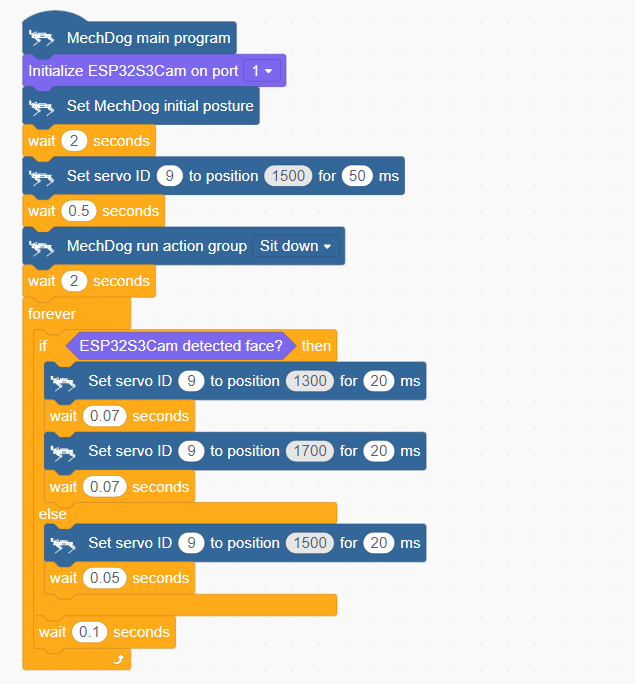 MechDog main program
Initialize ESP32S3Cam on port 1
Set MechDog initial posture
wait 2 seconds
Set servo ID 9 to position 1500 for 50 ms
wait 0.5 seconds
MechDog run action group Sit down
wait 2 seconds
forever
if ESP32S3Cam detected face? then
Set servo ID 9 to position 1300 for 20 ms
wait 0.07 seconds
Set servo ID 9 to position 1700 for 20 ms
wait 0.07 seconds
else
Set servo ID 9 to position 1500 for 20 ms
wait 0.05 seconds
wait 0.1 seconds